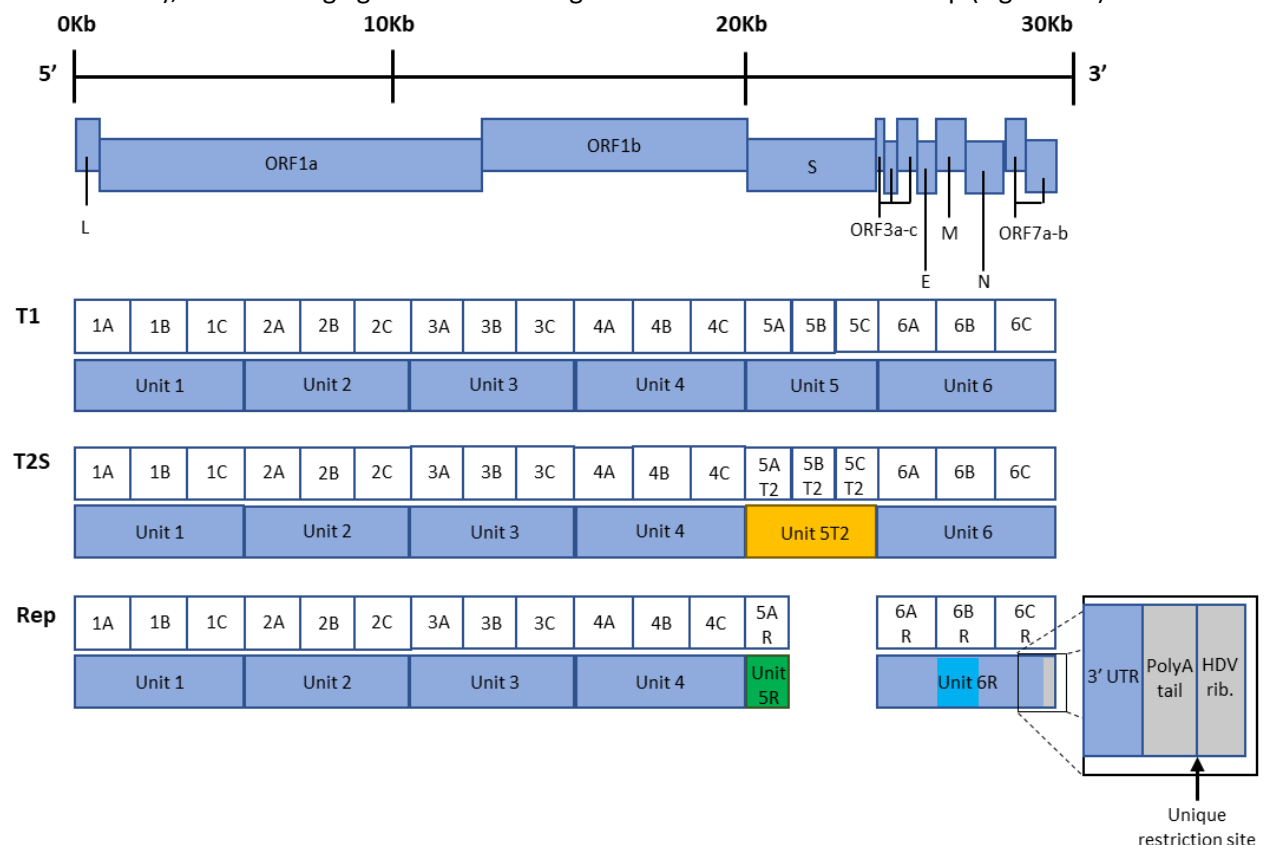 0Kb 10Kb 20Kb 30Kb
5’ 3’
ORF1a ORF1b S
L ORF3a-c M ORF7a-b
E N
T1 1A 1B 1C 2A 2B 2C 3A 3B 3C 4A 4B 4C 5A 5B 5C 6A 6B 6C
Unit 1 Unit 2 Unit 3 Unit 4 Unit 5 Unit 6
T2S 1A 1B 1C 2A 2B 2C 3A 3B 3C 4A 4B 4C 5A T2 5B T2 5C T2 6A 6B 6C
Unit 1 Unit 2 Unit 3 Unit 4 Unit 5T2 Unit 6
Rep 1A 1B 1C 2A 2B 2C 3A 3B 3C 4A 4B 4C 5A R 6A R 6B R 6C R
Unit 1 Unit 2 Unit 3 Unit 4 Unit 5R Unit 6R
3’ UTR PolyA tail HDV rib.
Unique
restriction site